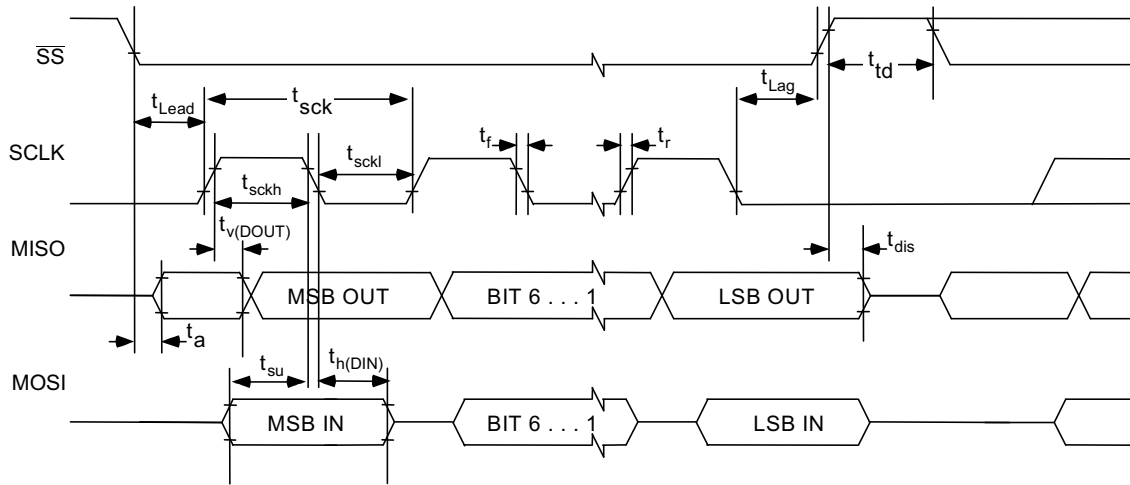 SS
t_td
t_Lag
t_Lead
t_sck
SCLK
t_f
t_r
t_sckl
t_sckh
t_v(DOUT)
MISO
t_dis
MSB OUT
BIT 6 . . . 1
LSB OUT
t_a
t_su
t_h(DIN)
MOSI
MSB IN
BIT 6 . . . 1
LSB IN